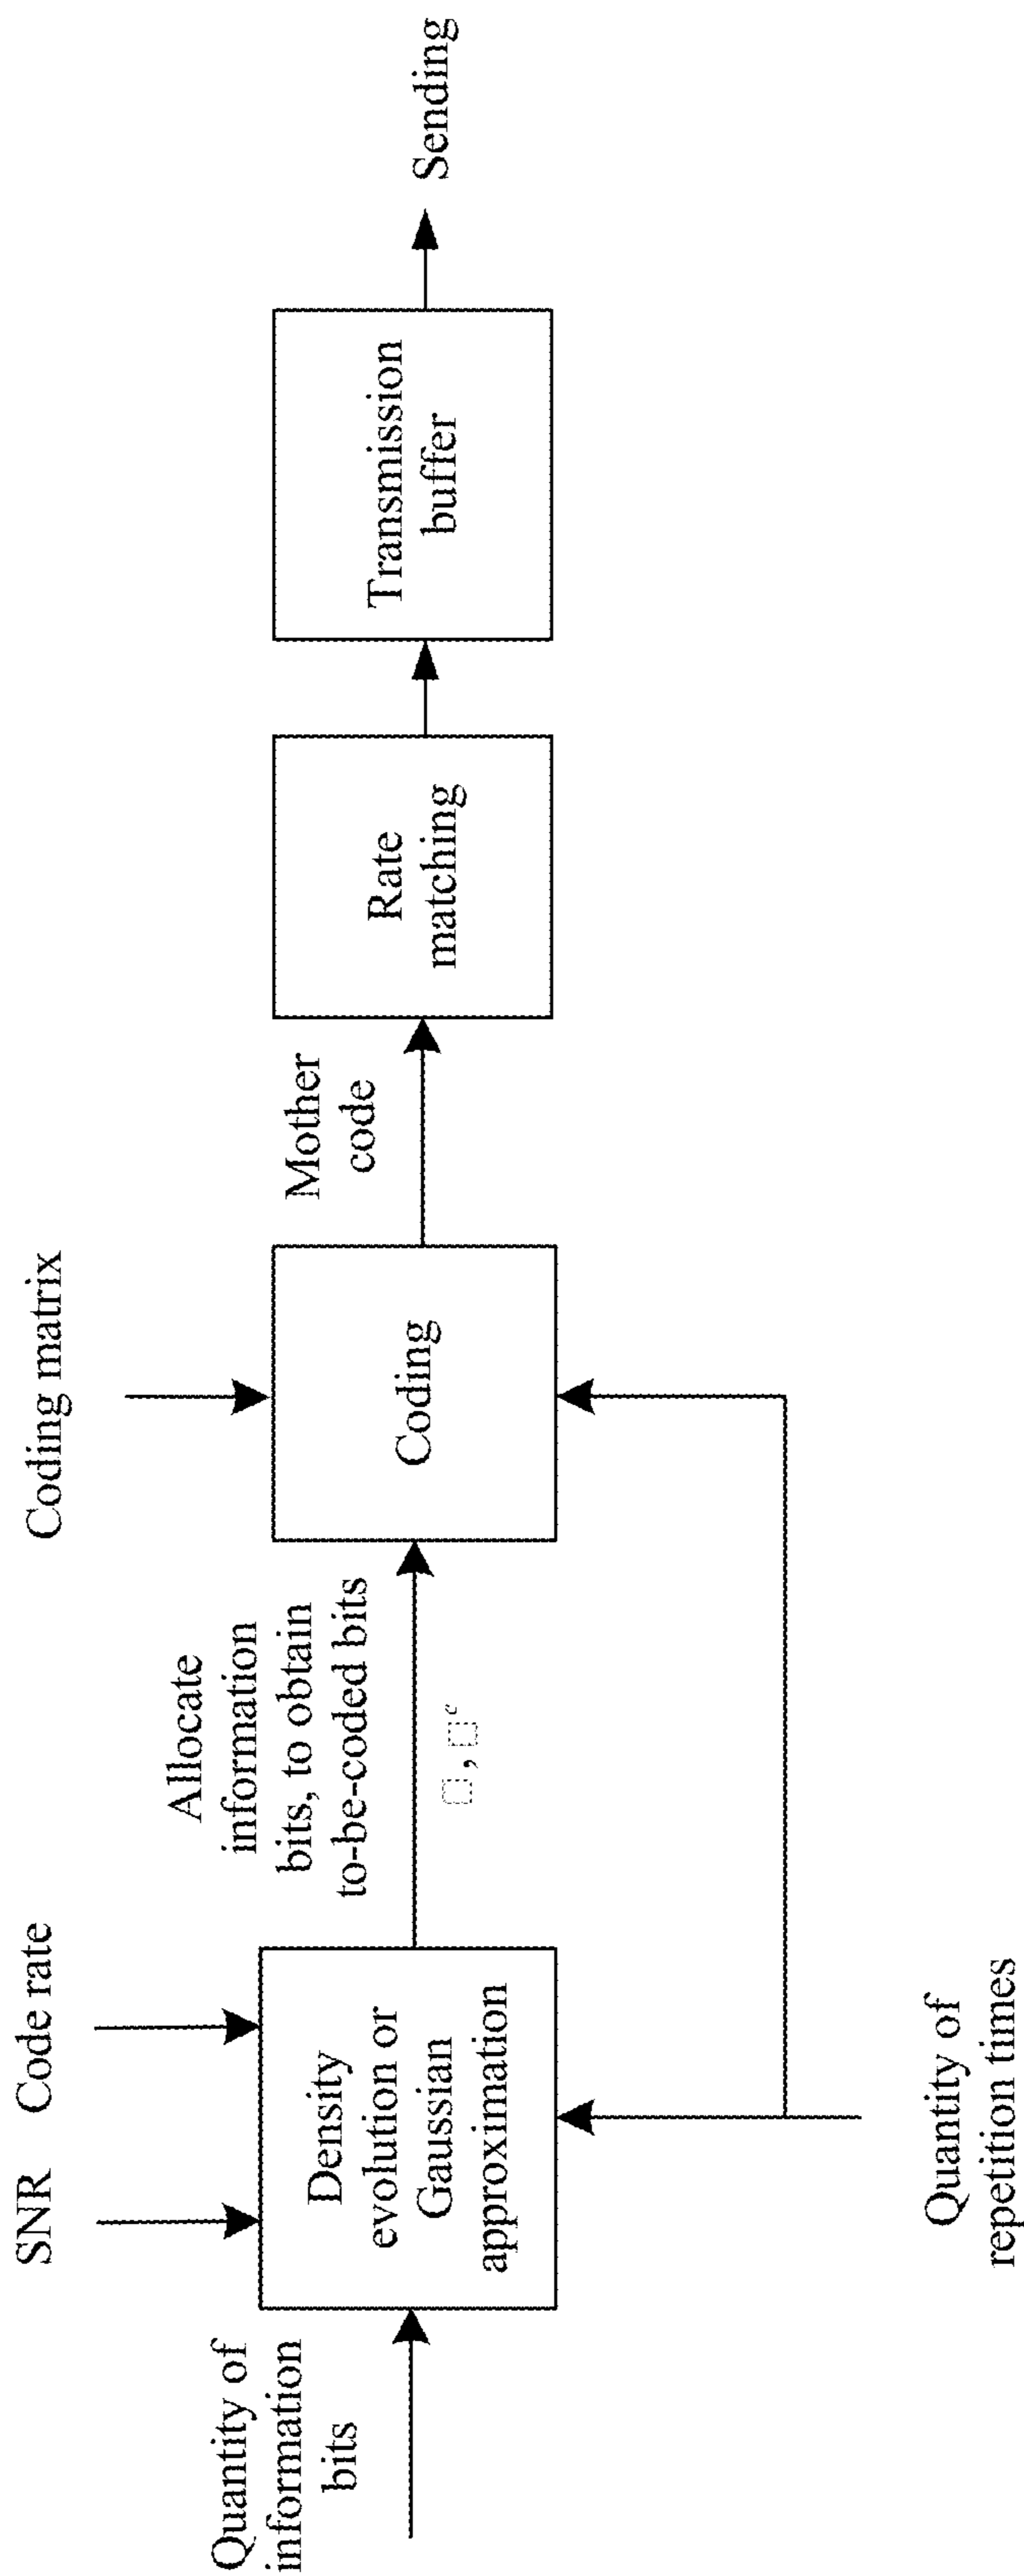 SNR
Code rate
Coding matrix
Quantity of
information
bits
Density
evolution or
Gaussian
approximation
Allocate
information
bits, to obtain
to-be-coded bits
□, □ᶜ
Coding
Mother
code
Rate
matching
Transmission
buffer
Sending
Quantity of
repetition times